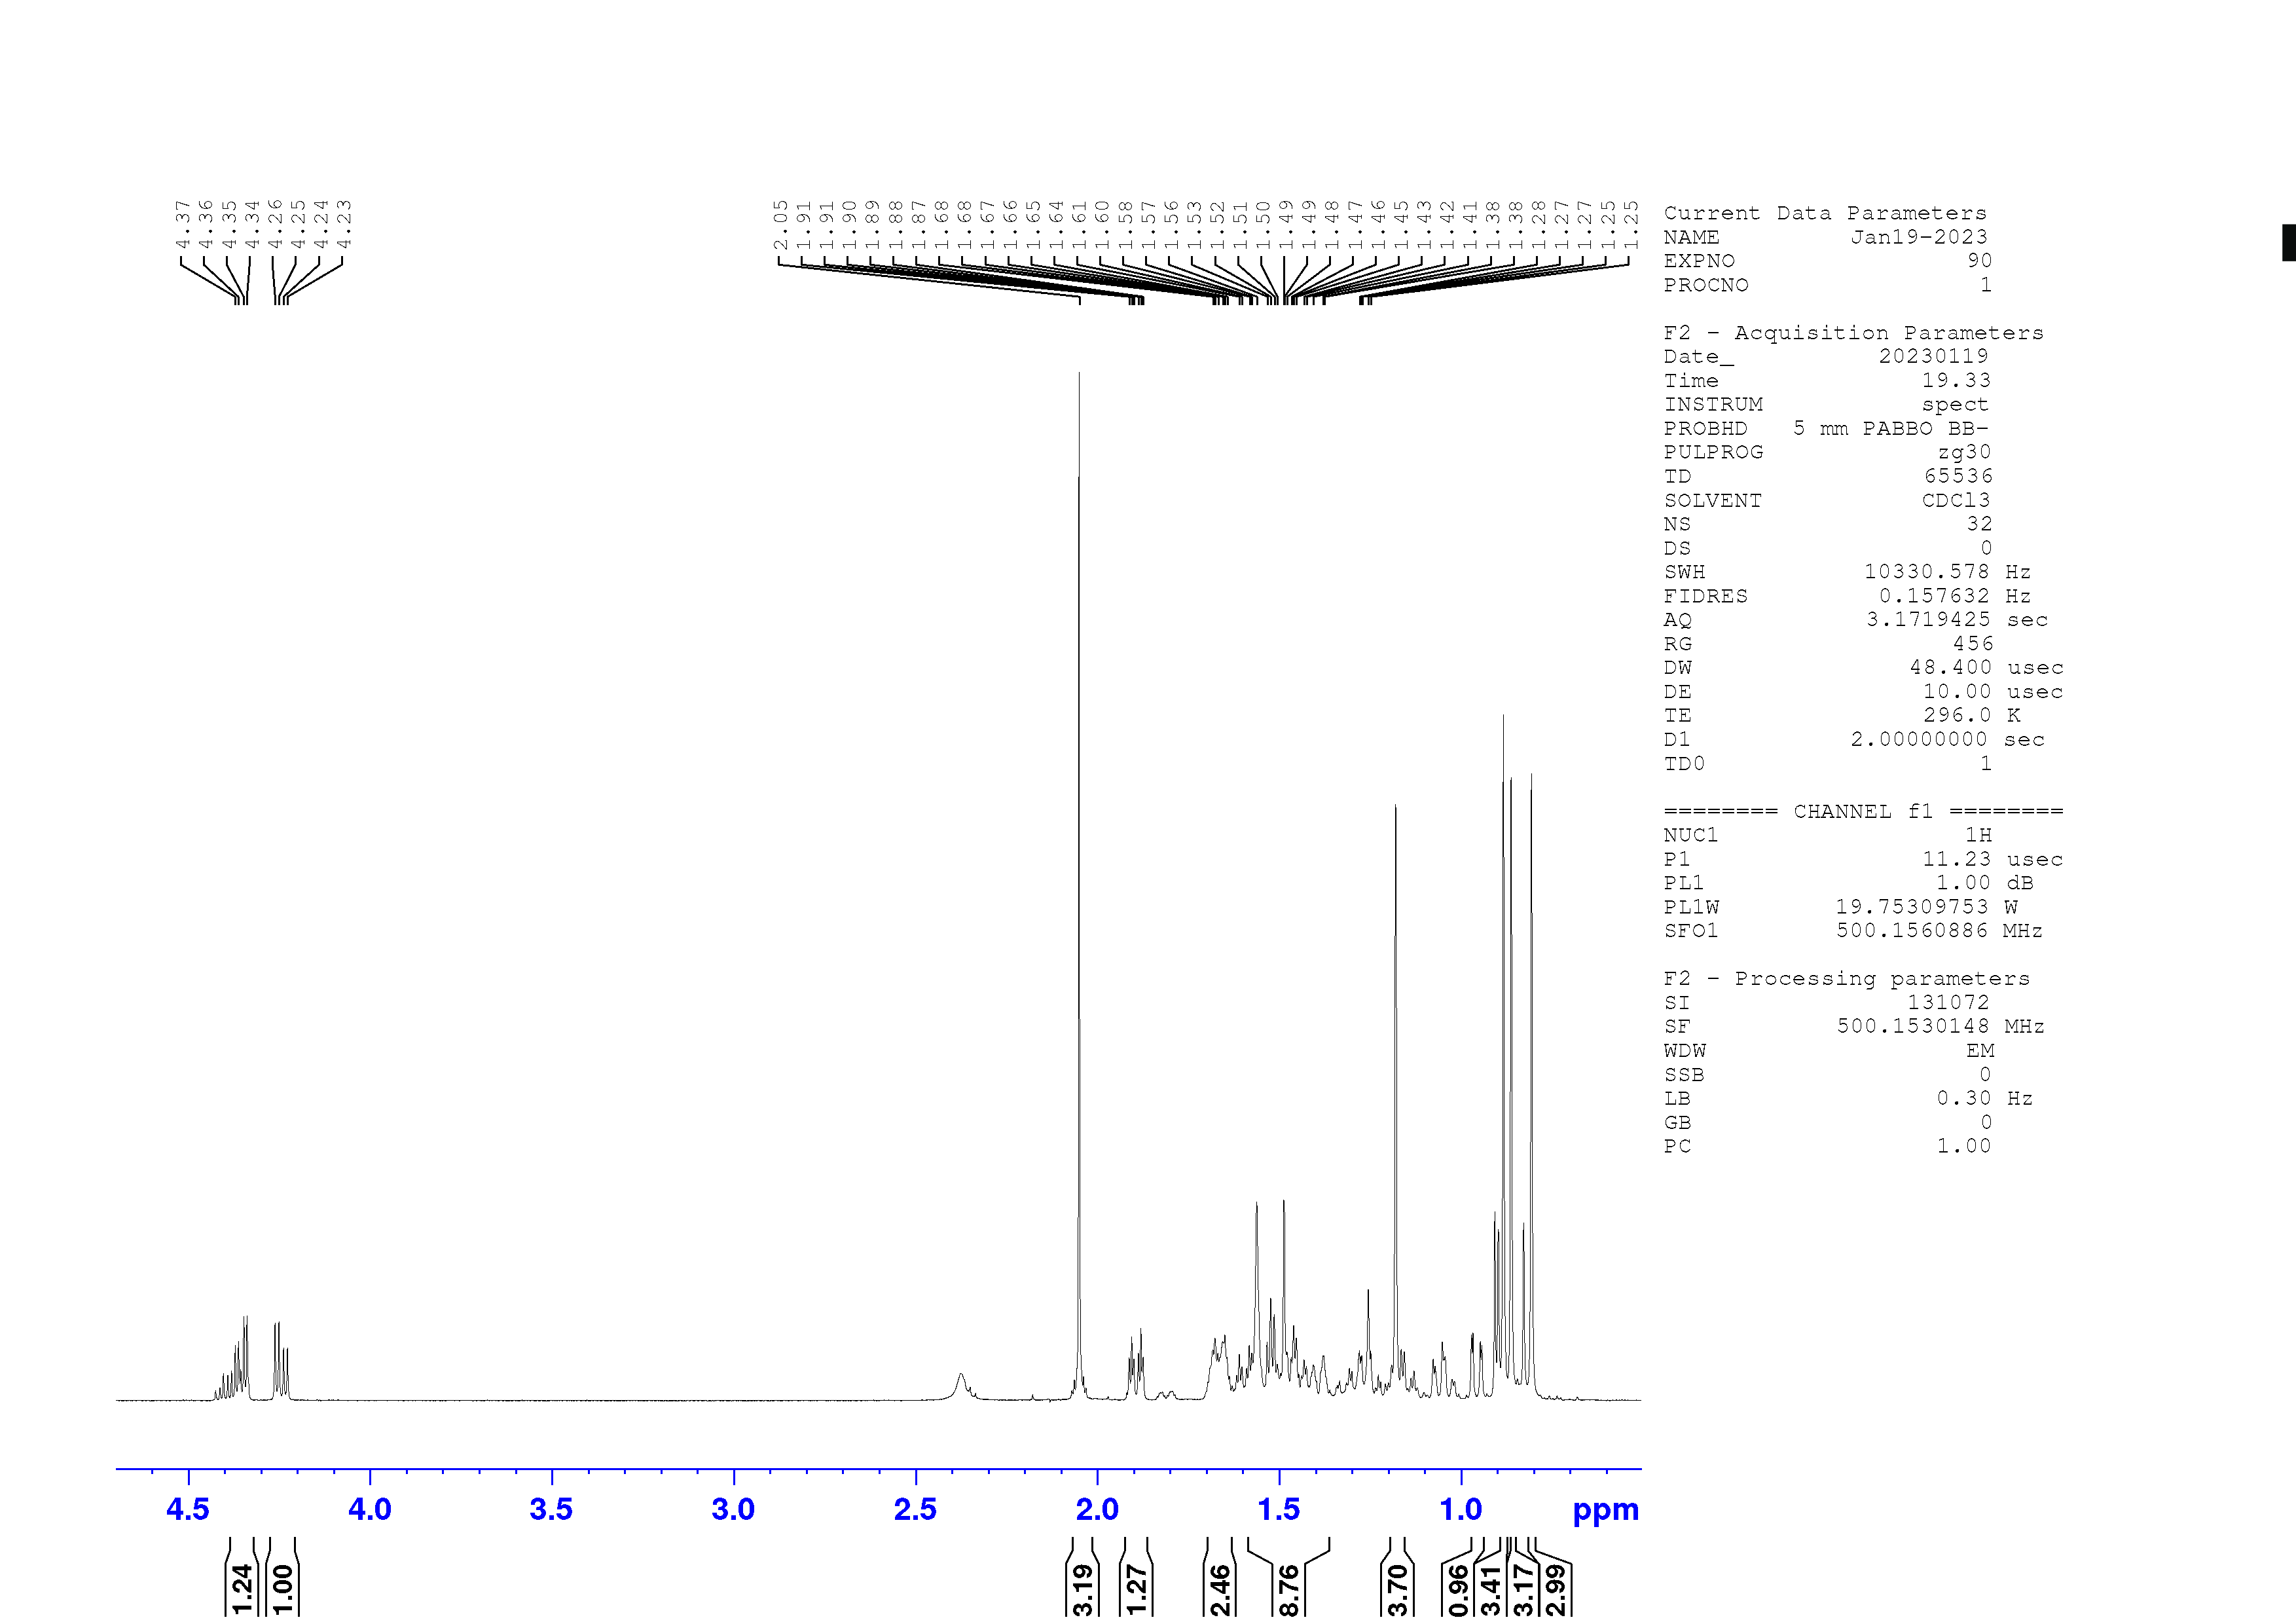 4.37
4.36
4.35
4.34
4.26
4.25
4.24
4.23
2.05
1.91
1.91
1.90
1.89
1.88
1.87
1.68
1.68
1.67
1.66
1.65
1.64
1.61
1.60
1.58
1.57
1.56
1.53
1.52
1.51
1.50
1.49
1.49
1.48
1.47
1.46
1.45
1.43
1.42
1.41
1.38
1.38
1.28
1.27
1.27
1.25
1.25
Current Data Parameters
NAME Jan19-2023
EXPNO 90
PROCNO 1
F2 - Acquisition Parameters
Date_ 20230119
Time 19.33
INSTRUM spect
PROBHD 5 mm PABBO BB-
PULPROG zg30
TD 65536
SOLVENT CDCl3
NS 32
DS 0
SWH 10330.578 Hz
FIDRES 0.157632 Hz
AQ 3.1719425 sec
RG 456
DW 48.400 usec
DE 10.00 usec
TE 296.0 K
D1 2.00000000 sec
TD0 1
======== CHANNEL f1 ========
NUC1 1H
P1 11.23 usec
PL1 1.00 dB
PL1W 19.75309753 W
SFO1 500.1560886 MHz
F2 - Processing parameters
SI 131072
SF 500.1530148 MHz
WDW EM
SSB 0
LB 0.30 Hz
GB 0
PC 1.00
4.5 4.0 3.5 3.0 2.5 2.0 1.5 1.0 ppm
1.24
1.00
3.19
1.27
2.46
8.76
3.70
0.96
3.41
3.17
2.99